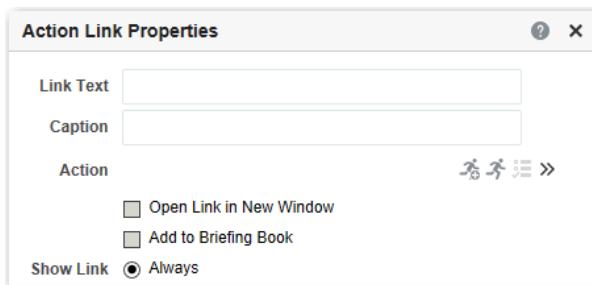 Action Link Properties
Link Text
Caption
Action
Open Link in New Window
Add to Briefing Book
Show Link Always